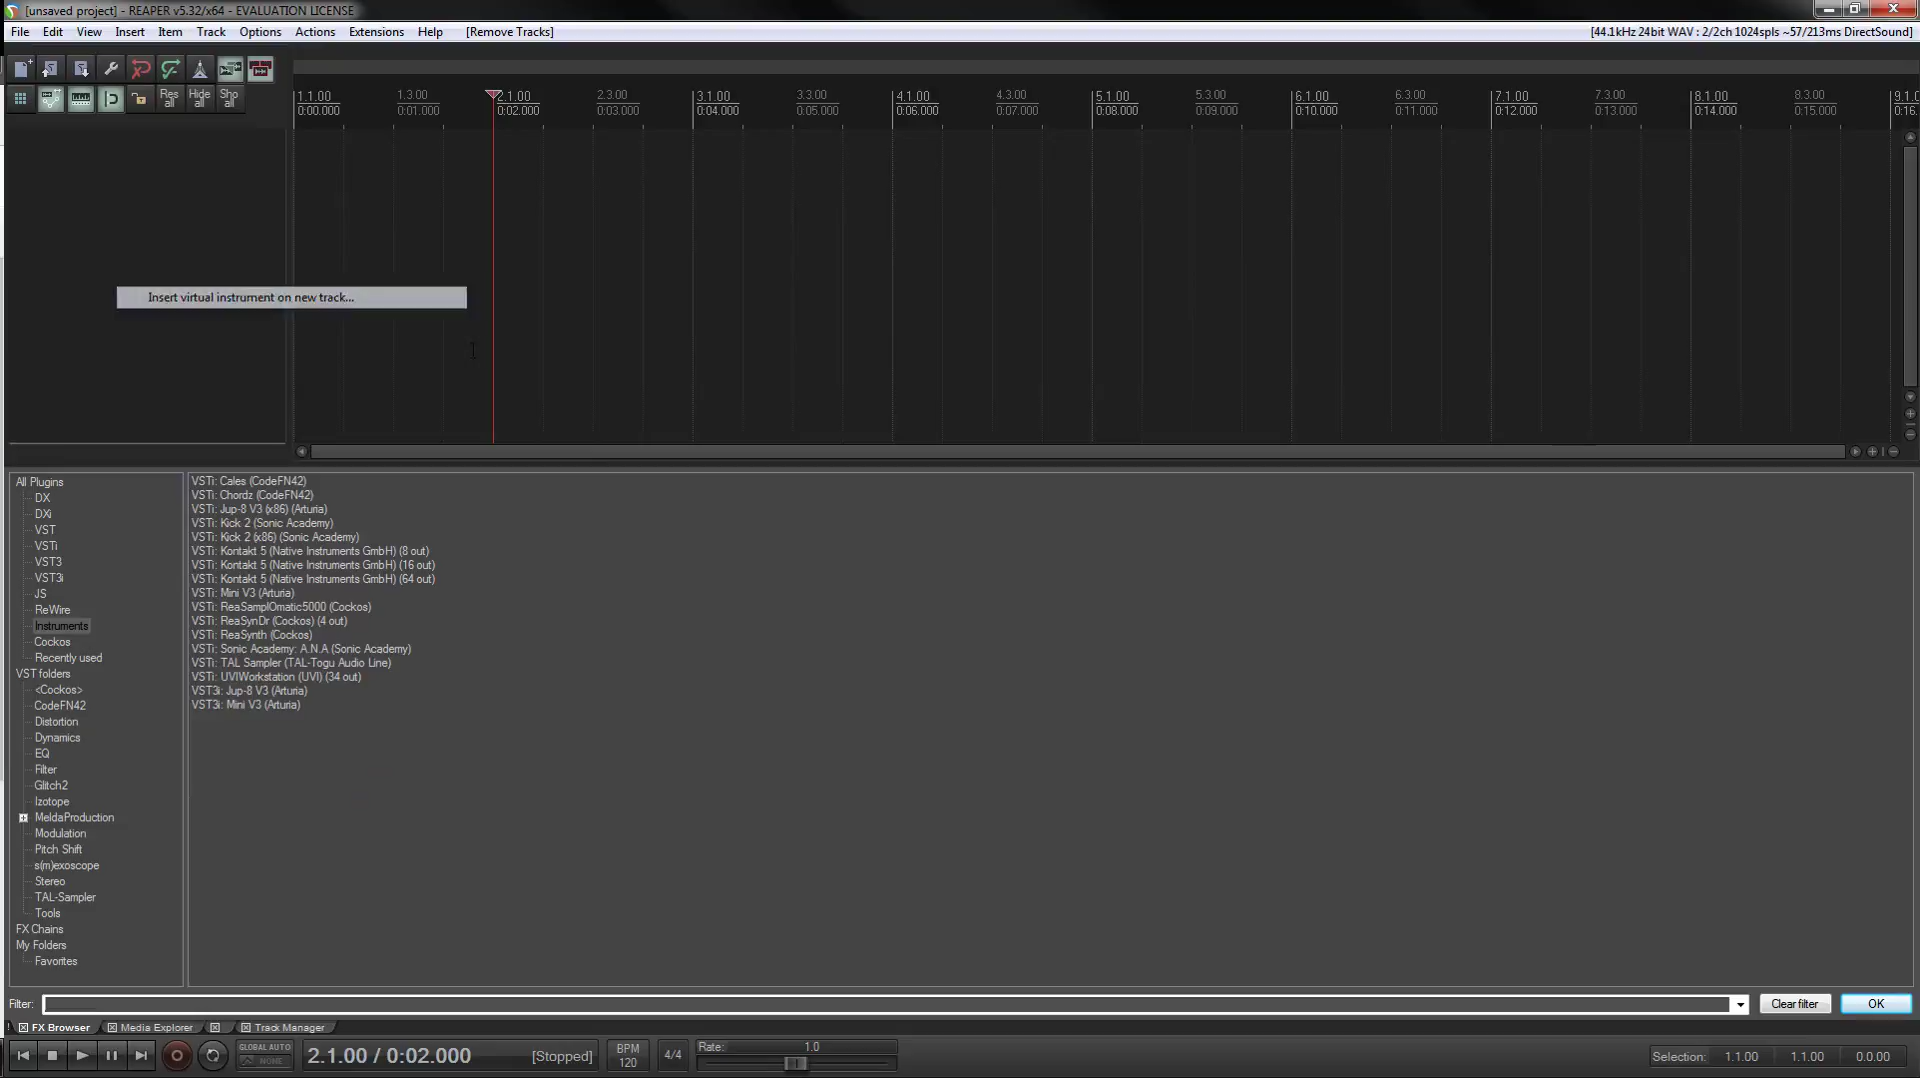 [unsaved project] - REAPER v5.32/x64 - EVALUATION LICENSE
File Edit View Insert Item Track Options Actions Extensions Help [Remove Tracks]
[44.1kHz 24bit WAV : 2/2ch 1024spls ~57/213ms DirectSound]
Res all Hide all Sho all
1.1.00 1.3.00 2.1.00 2.3.00 3.1.00 3.3.00 4.1.00 4.3.00 5.1.00 5.3.00 6.1.00 6.3.00 7.1.00 7.3.00 8.1.00 8.3.00 9.1.0
0:00.000 0:01.000 0:02.000 0:03.000 0:04.000 0:05.000 0:06.000 0:07.000 0:08.000 0:09.000 0:10.000 0:11.000 0:12.000 0:13.000 0:14.000 0:15.000 0:16.
Insert virtual instrument on new track...
All Plugins
DX
DXi
VST
VSTi
VST3
VST3i
JS
ReWire
Instruments
Cockos
Recently used
VST folders
<Cockos>
CodeFN42
Distortion
Dynamics
EQ
Filter
Glitch2
Izotope
MeldaProduction
Modulation
Pitch Shift
s(m)exoscope
Stereo
TAL-Sampler
Tools
FX Chains
My Folders
Favorites
VSTi: Cales (CodeFN42)
VSTi: Chordz (CodeFN42)
VSTi: Jup-8 V3 (x86) (Arturia)
VSTi: Kick 2 (Sonic Academy)
VSTi: Kick 2 (x86) (Sonic Academy)
VSTi: Kontakt 5 (Native Instruments GmbH) (8 out)
VSTi: Kontakt 5 (Native Instruments GmbH) (16 out)
VSTi: Kontakt 5 (Native Instruments GmbH) (64 out)
VSTi: Mini V3 (Arturia)
VSTi: ReaSamplOmatic5000 (Cockos)
VSTi: ReaSynDr (Cockos) (4 out)
VSTi: ReaSynth (Cockos)
VSTi: Sonic Academy: A.N.A (Sonic Academy)
VSTi: TAL Sampler (TAL-Togu Audio Line)
VSTi: UVIWorkstation (UVI) (34 out)
VST3i: Jup-8 V3 (Arturia)
VST3i: Mini V3 (Arturia)
Filter: Clear filter OK
! FX Browser Media Explorer Track Manager
GLOBAL AUTO
NONE
2.1.00 / 0:02.000 [Stopped]
BPM
120
4/4
Rate: 1.0
Selection: 1.1.00 1.1.00 0.0.00